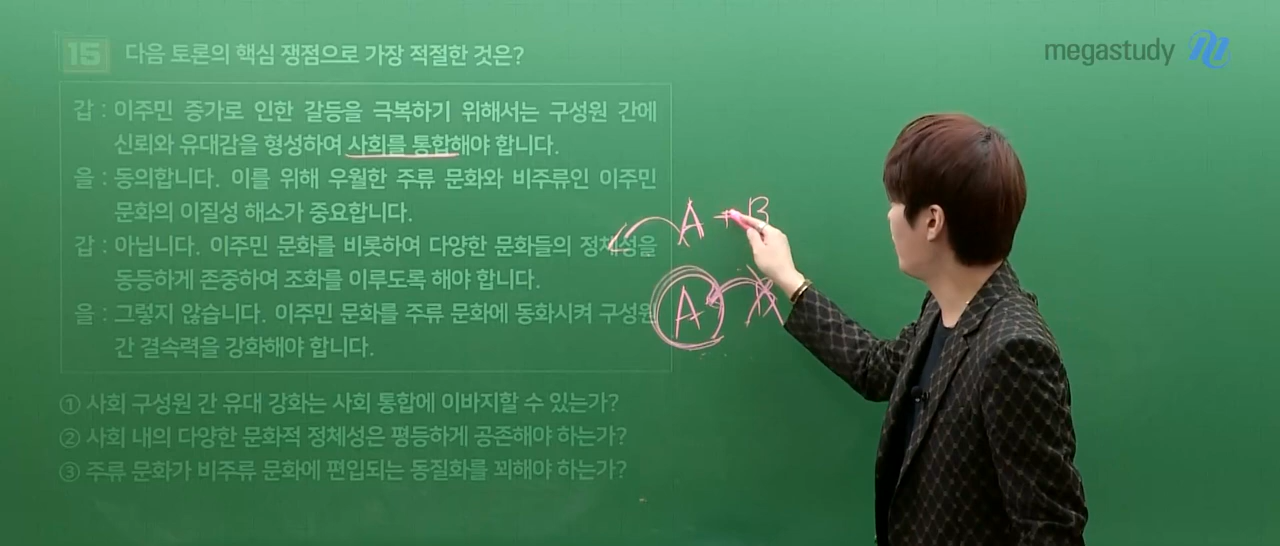 15 다음 토론의 핵심 쟁점으로 가장 적절한 것은?
megastudy
갑 : 이주민 증가로 인한 갈등을 극복하기 위해서는 구성원 간에
신뢰와 유대감을 형성하여 사회를 통합해야 합니다.
을 : 동의합니다. 이를 위해 우월한 주류 문화와 비주류인 이주민
문화의 이질성 해소가 중요합니다.
갑 : 아닙니다. 이주민 문화를 비롯하여 다양한 문화들의 정체성을
동등하게 존중하여 조화를 이루도록 해야 합니다.
을 : 그렇지 않습니다. 이주민 문화를 주류 문화에 동화시켜 구성원
간 결속력을 강화해야 합니다.
A + B
A
① 사회 구성원 간 유대 강화는 사회 통합에 이바지할 수 있는가?
② 사회 내의 다양한 문화적 정체성은 평등하게 공존해야 하는가?
③ 주류 문화가 비주류 문화에 편입되는 동질화를 꾀해야 하는가?